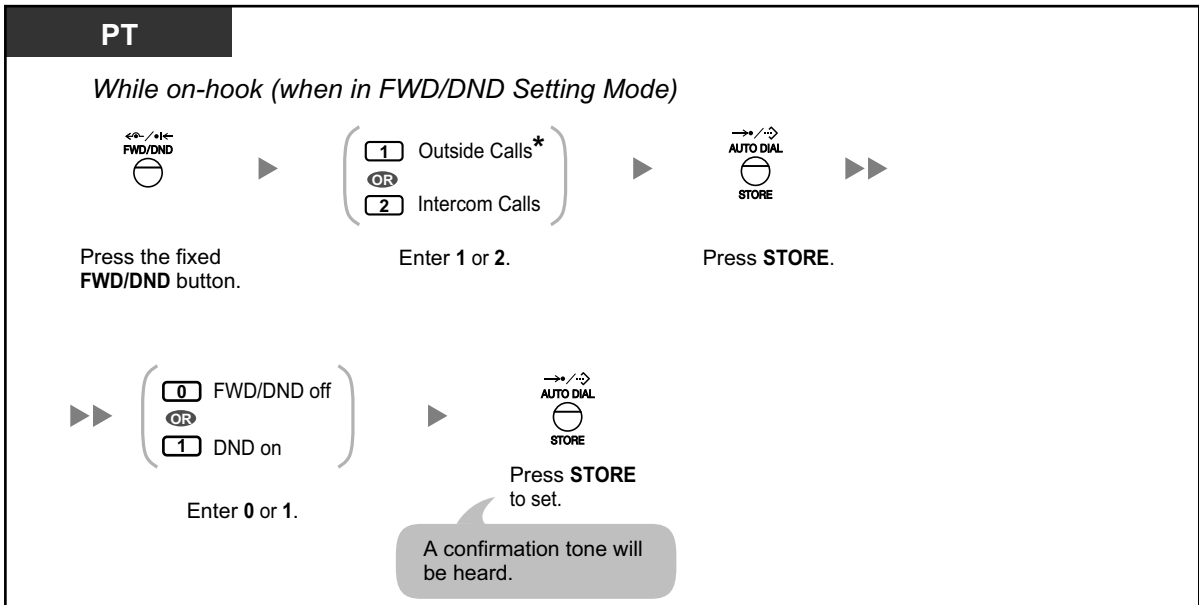 PT
While on-hook (when in FWD/DND Setting Mode)
FWD/DND
1 Outside Calls*
OR
2 Intercom Calls
AUTO DIAL
STORE
Press the fixed
FWD/DND button.
Enter 1 or 2.
Press STORE.
0 FWD/DND off
OR
1 DND on
AUTO DIAL
STORE
Enter 0 or 1.
Press STORE
to set.
A confirmation tone will
be heard.